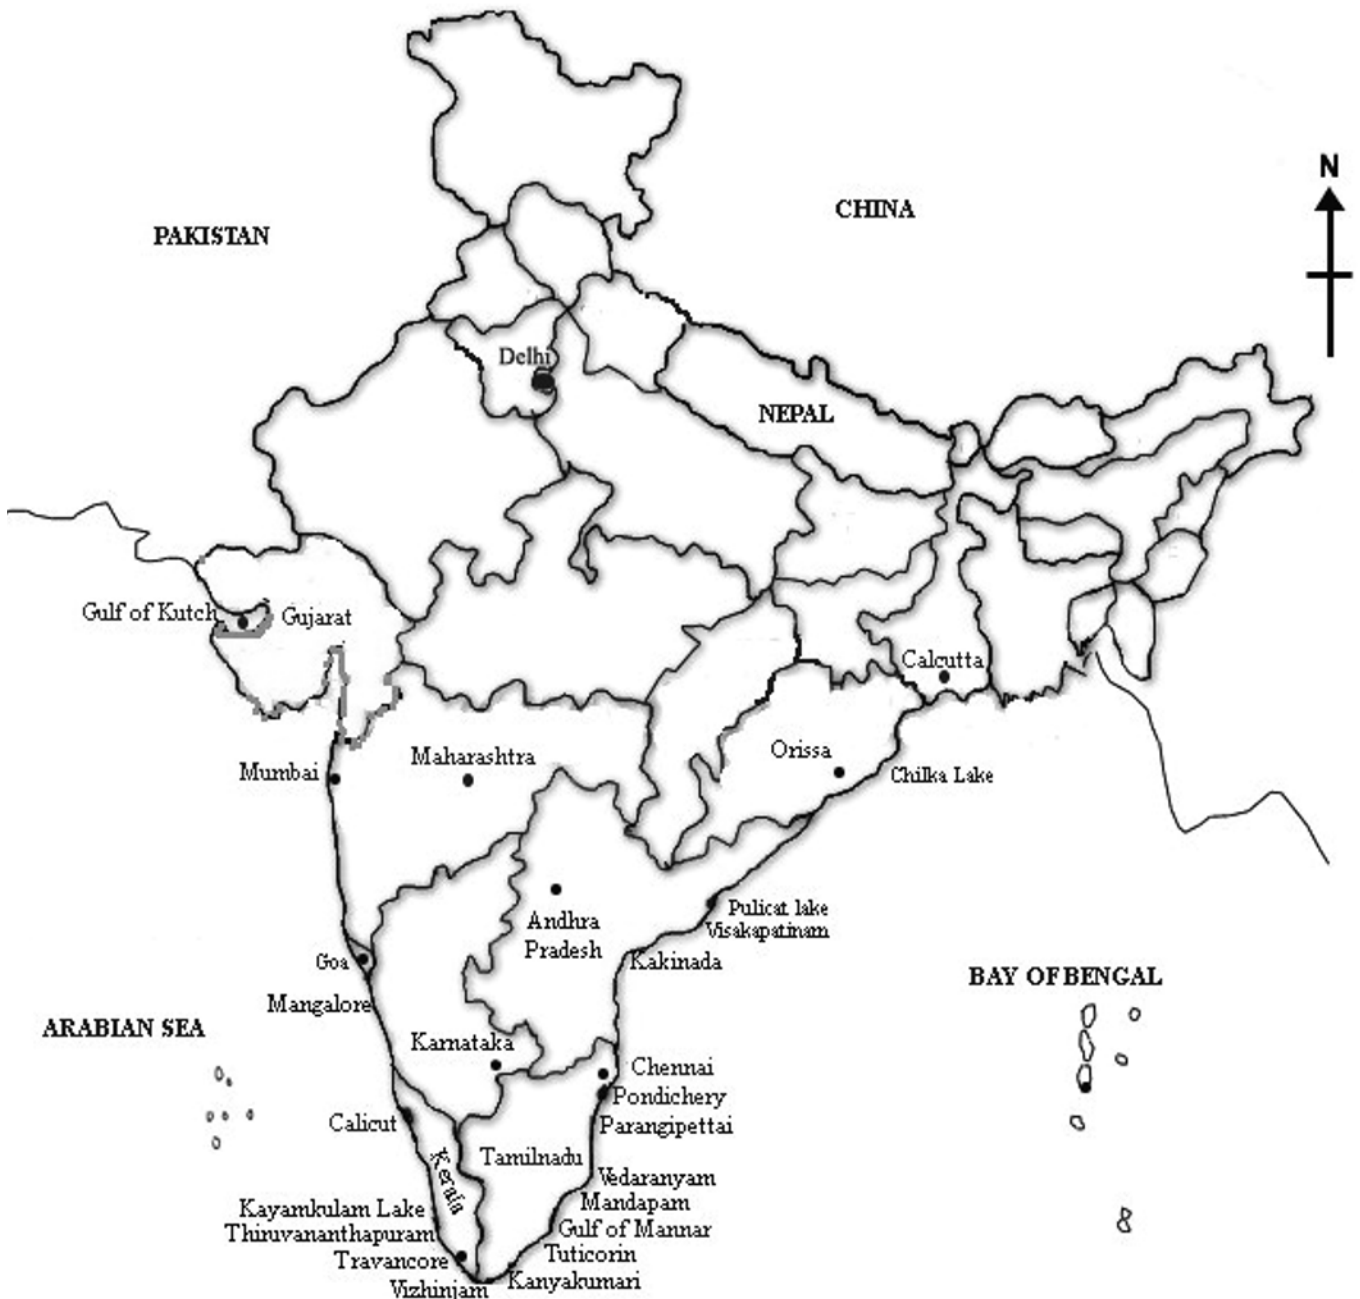 N
CHINA
PAKISTAN
Delhi
NEPAL
Gulf of Kutch
Gujarat
Calcutta
Orissa
Maharashtra
Mumbai
Chilka Lake
Pulicat lake
Andhra
Pradesh
Visakapatinam
Goa
Kakinada
BAY OF BENGAL
Mangalore
ARABIAN SEA
Karnataka
Chennai
Pondichery
Calicut
Parangipettai
Tamilnadu
Kerala
Vedaranyam
Mandapam
Kayamkulam Lake
Gulf of Mannar
Thiruvananthapuram
Tuticorin
Travancore
Kanyakumari
Vizhinjam